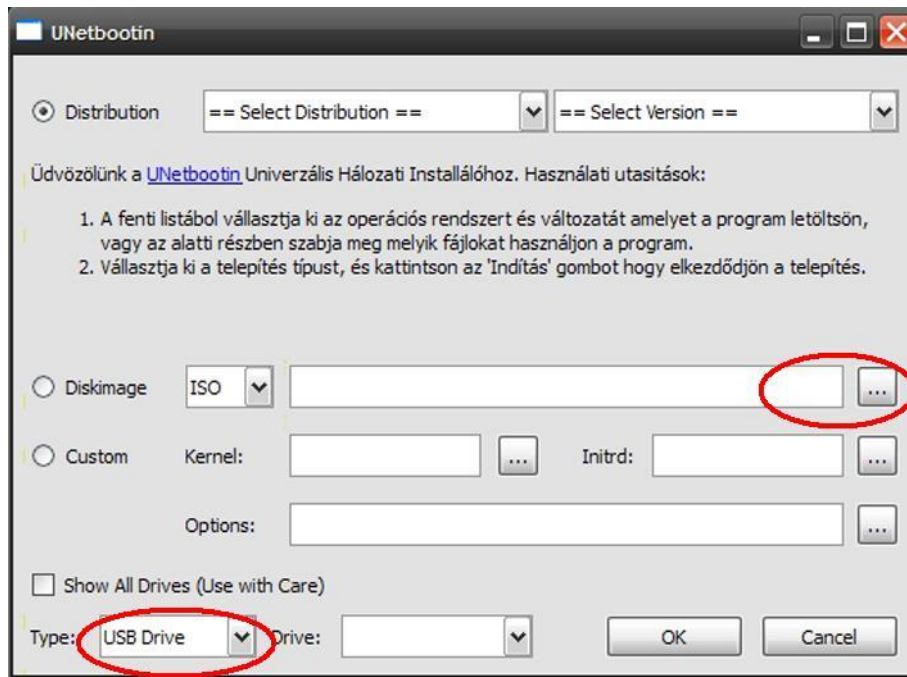 UNetbootin
Distribution == Select Distribution == == Select Version ==
Üdvözölünk a UNetbootin Univerzális Hálozati Installálóhoz. Használati utasitások:
1. A fenti listábol vállasztja ki az operációs rendszert és változatát amelyet a program letöltsön,
vagy az alatti részben szabja meg melyik fájlokat használjon a program.
2. Vállasztja ki a telepítés típust, és kattintson az 'Indítás' gombot hogy elkezdődjön a telepítés.
Diskimage ISO ...
Custom Kernel: ... Initrd: ...
Options: ...
Show All Drives (Use with Care)
Type: USB Drive Drive: OK Cancel